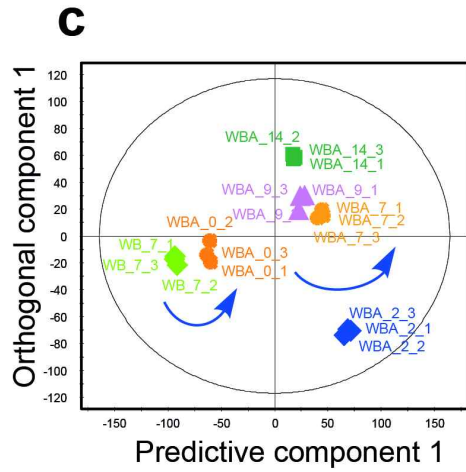 c
Orthogonal component 1
120
100
80
60
40
20
0
-20
-40
-60
-80
-100
-120
WBA_14_2
WBA_14_3
WBA_14_1
WBA_9_3
WBA_9_1
WBA_9_
WBA_7_1
WBA_7_2
WBA_7_3
WBA_0_2
WB_7_1
WBA_0_3
WB_7_3
WBA_0_1
WB_7_2
WBA_2_3
WBA_2_1
WBA_2_2
-150 -100 -50 0 50 100 150
Predictive component 1